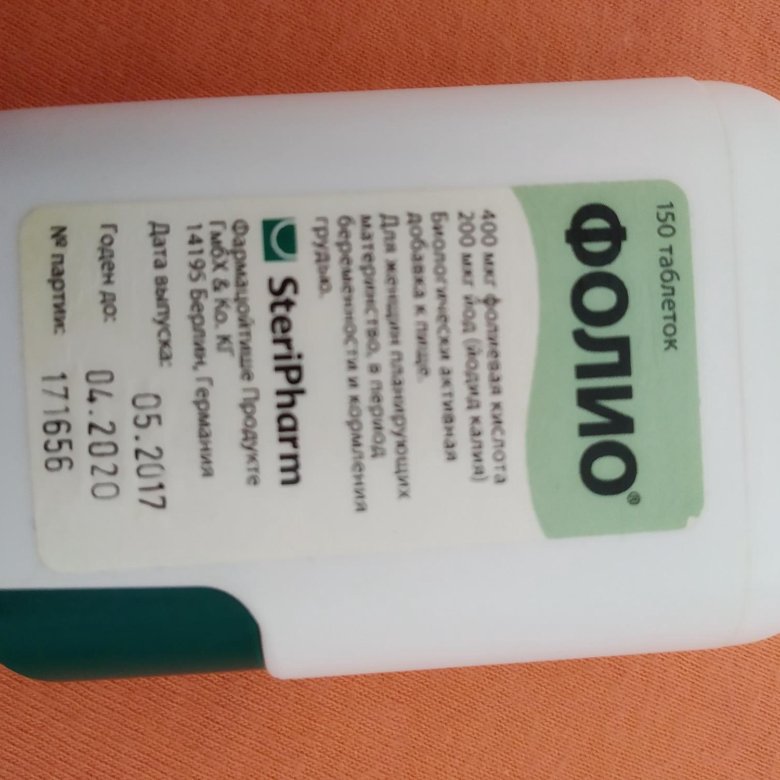 150 таблеток
ФОЛИО®
400 мкг фолиевая кислота
200 мкг йод (йодид калия)
Биологически активная
добавка к пище.
Для женщин планирующих
материнство, в период
беременности и кормления
грудью.
SteriPharm
Фармацойтише Продукте
ГмбХ & Ко. КГ
14195 Берлин, Германия
Дата выпуска: 05.2017
Годен до: 04.2020
№ партии: 171656